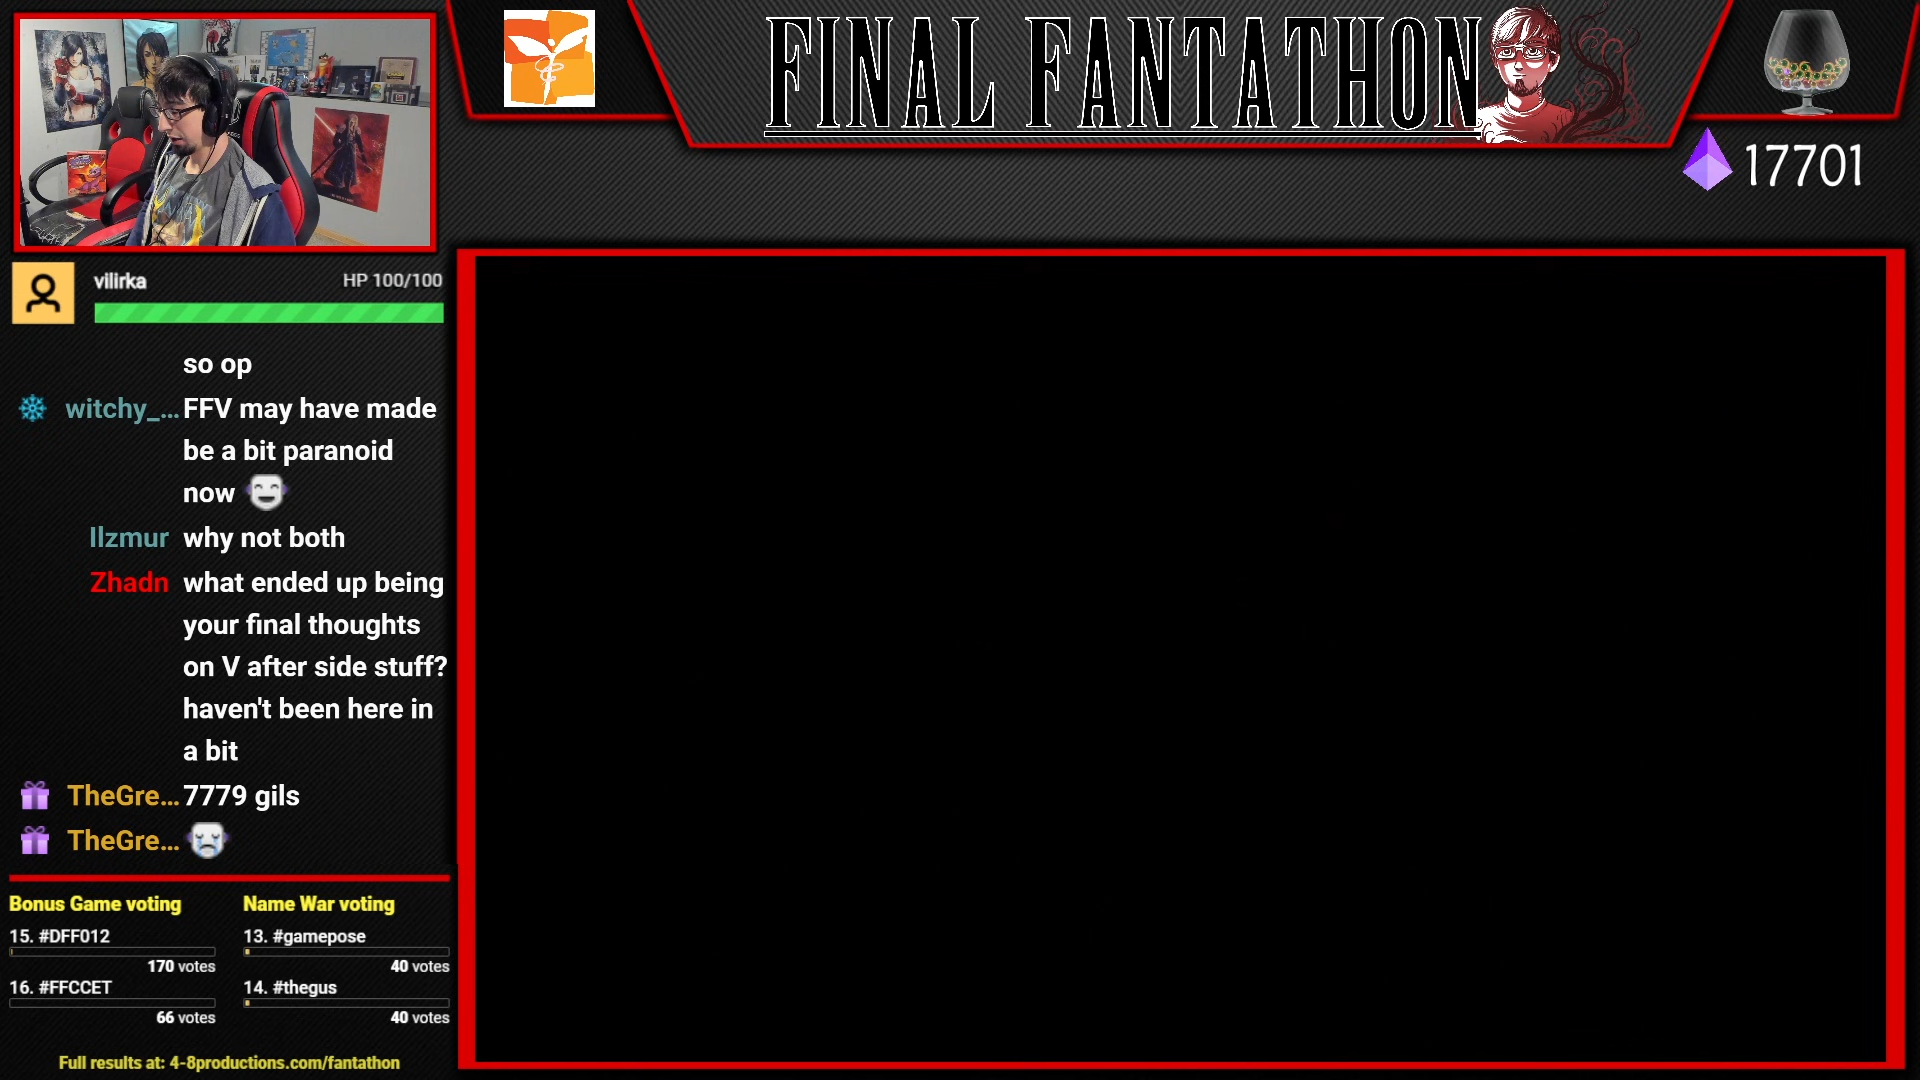 FINAL FANTATHON
17701
vilirka
HP 100/100
so op
witchy_... FFV may have made
be a bit paranoid
now
Ilzmur why not both
Zhadn what ended up being
your final thoughts
on V after side stuff?
haven't been here in
a bit
TheGre... 7779 gils
TheGre...
Bonus Game voting
15. #DFF012
170 votes
16. #FFCCET
66 votes
Name War voting
13. #gamepose
40 votes
14. #thegus
40 votes
Full results at: 4-8productions.com/fantathon